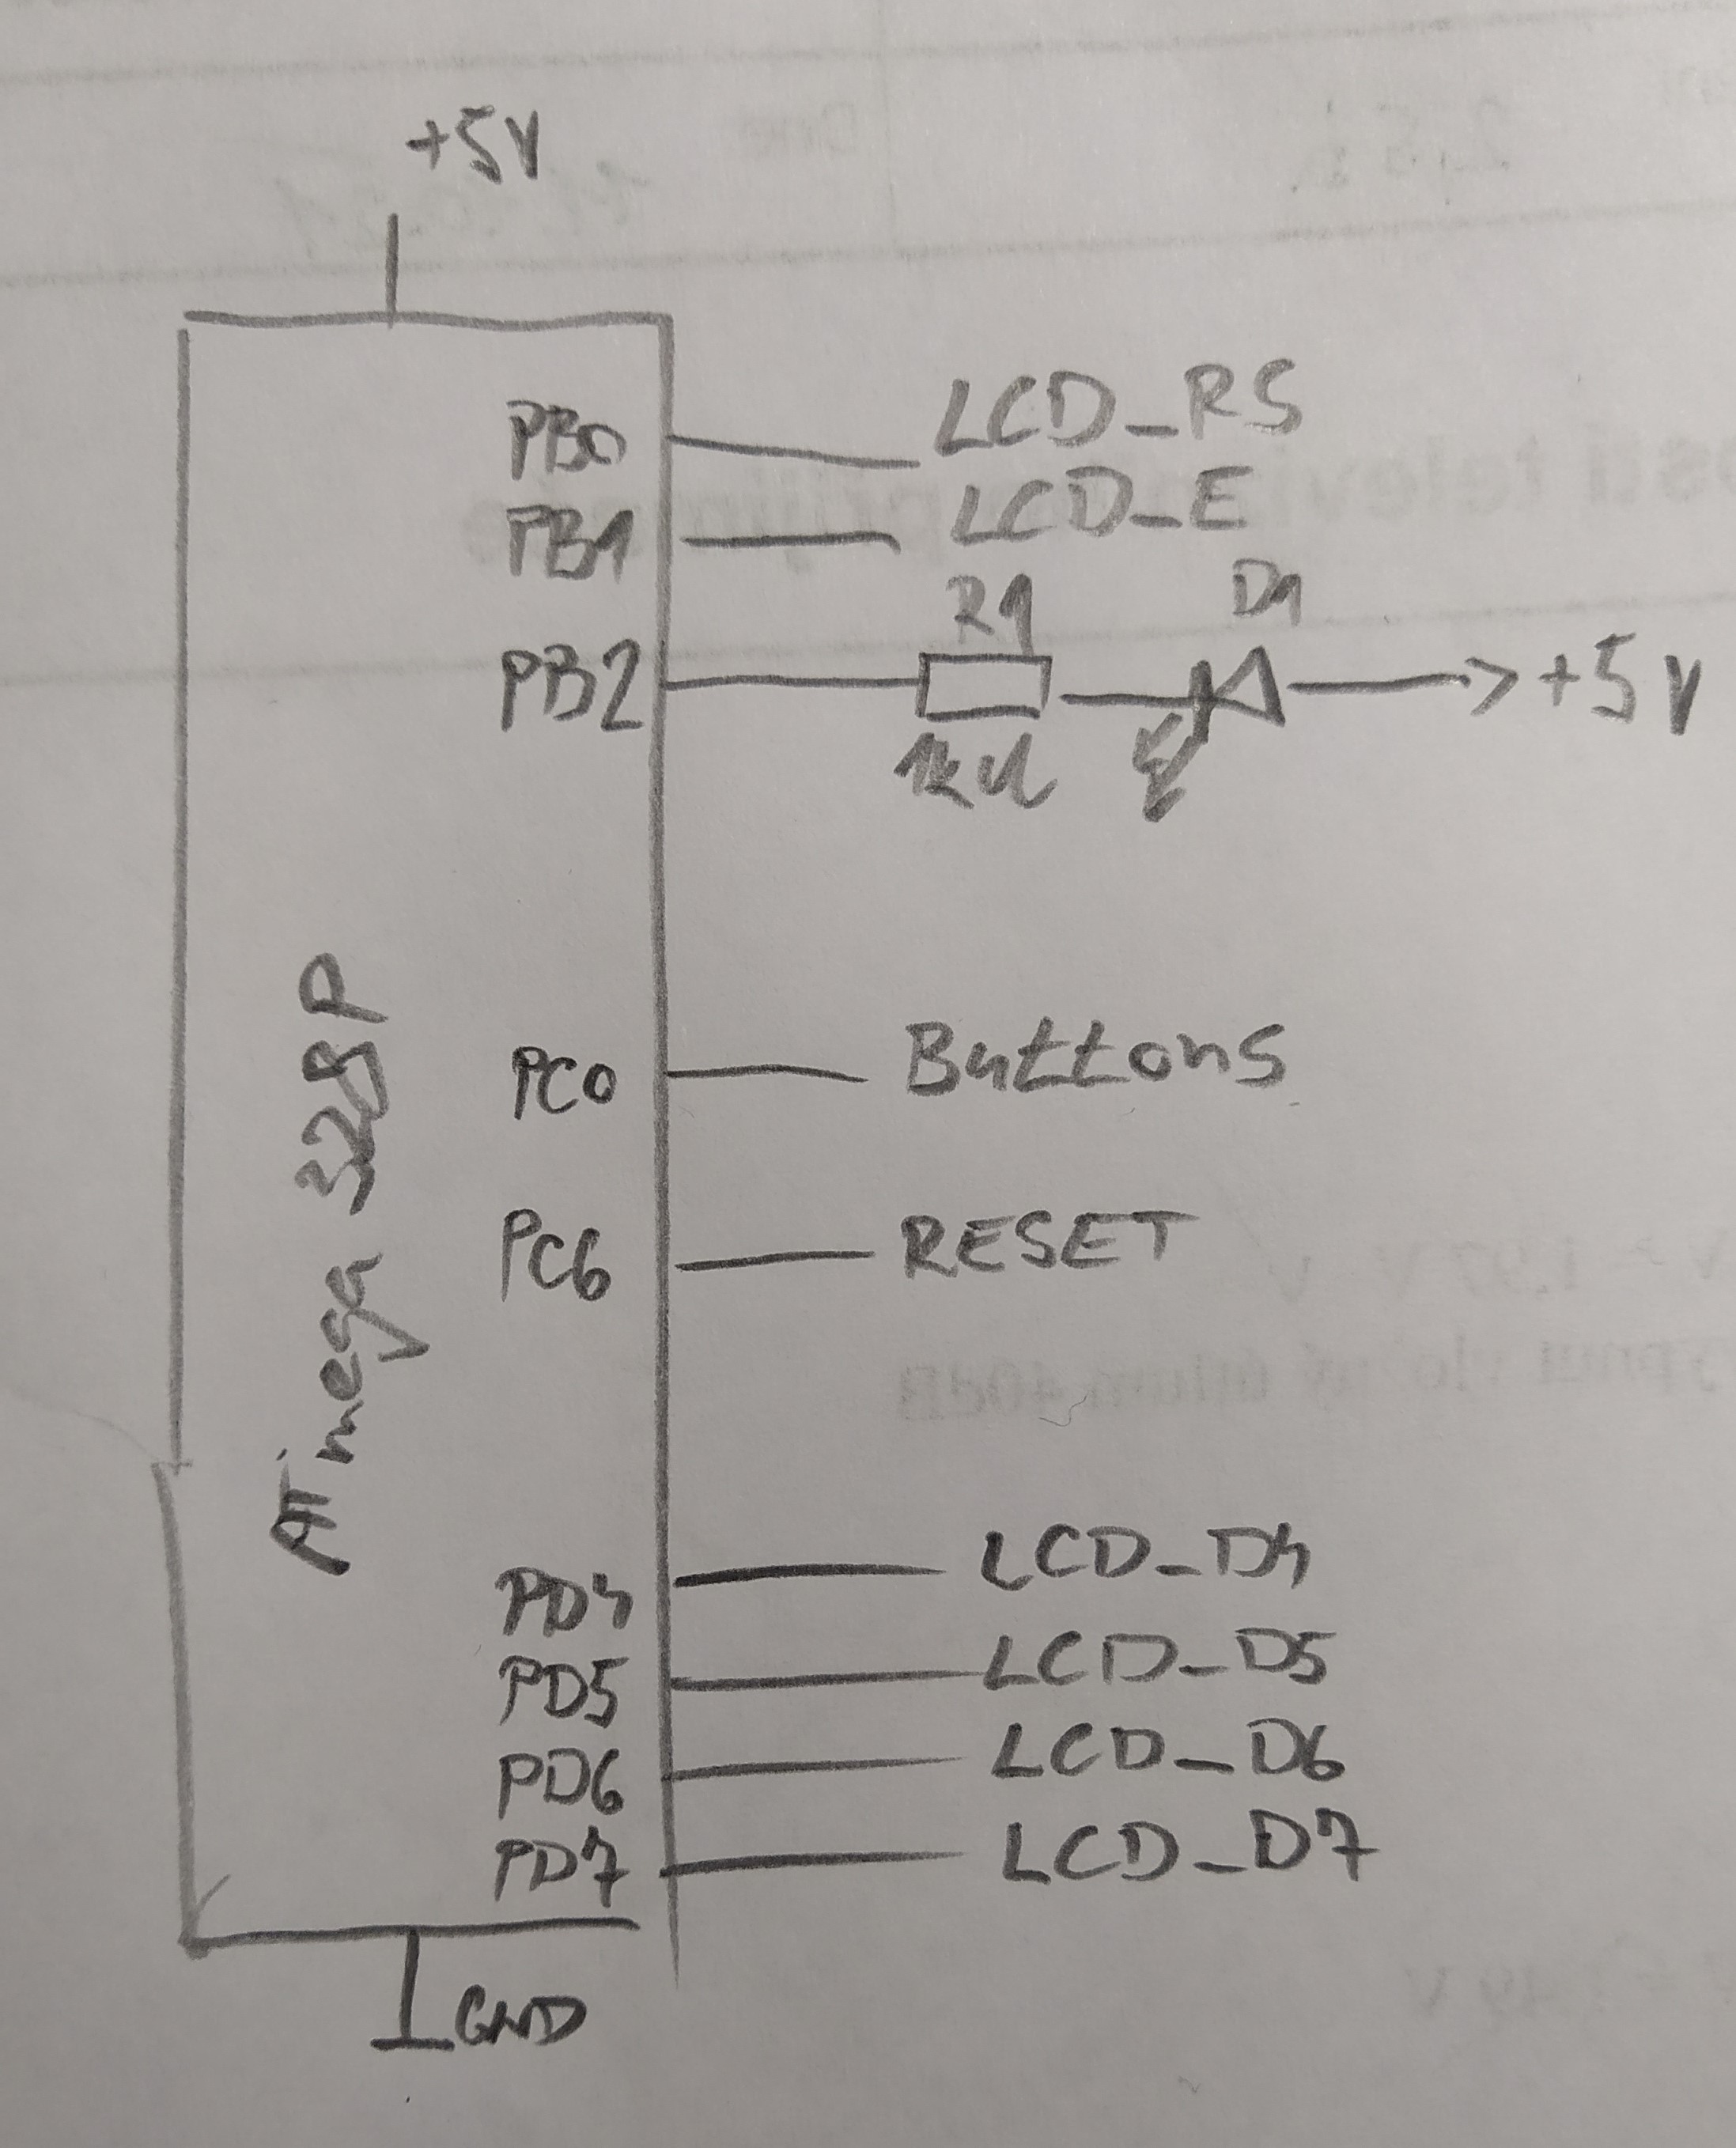 +5V
PB0 LCD_RS
PB1 LCD_E
R1 D1
PB2 +5V
1kΩ
ATmega 328P
PC0 Buttons
PC6 RESET
PD4 LCD_D4
PD5 LCD_D5
PD6 LCD_D6
PD7 LCD_D7
GND